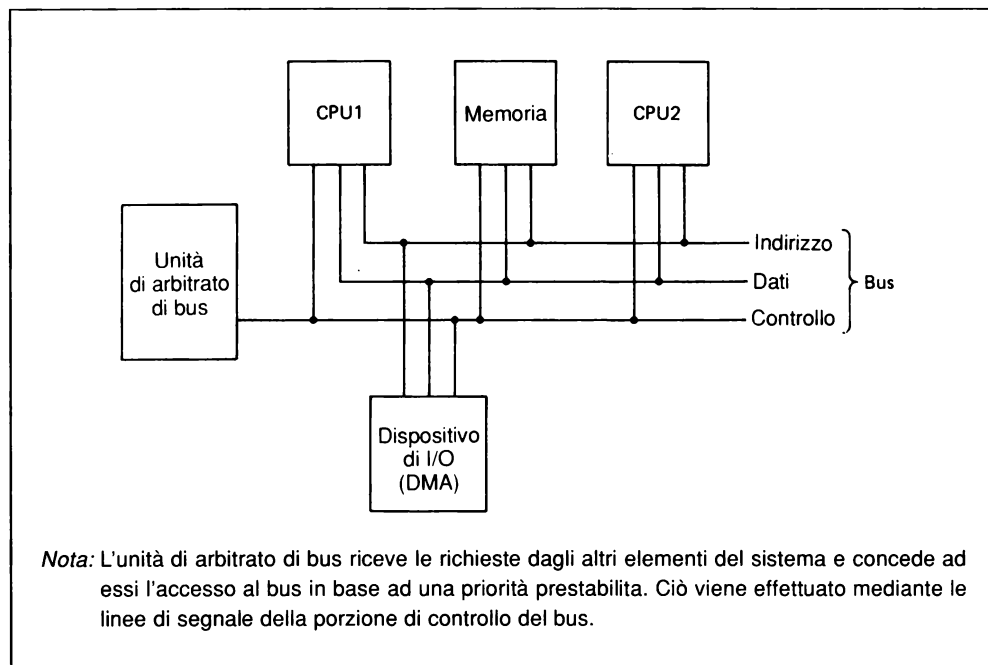 CPU1
Memoria
CPU2
Unità
di arbitrato
di bus
Indirizzo
Dati
Bus
Controllo
Dispositivo
di I/O
(DMA)
Nota: L'unità di arbitrato di bus riceve le richieste dagli altri elementi del sistema e concede ad
essi l'accesso al bus in base ad una priorità prestabilita. Ciò viene effettuato mediante le
linee di segnale della porzione di controllo del bus.